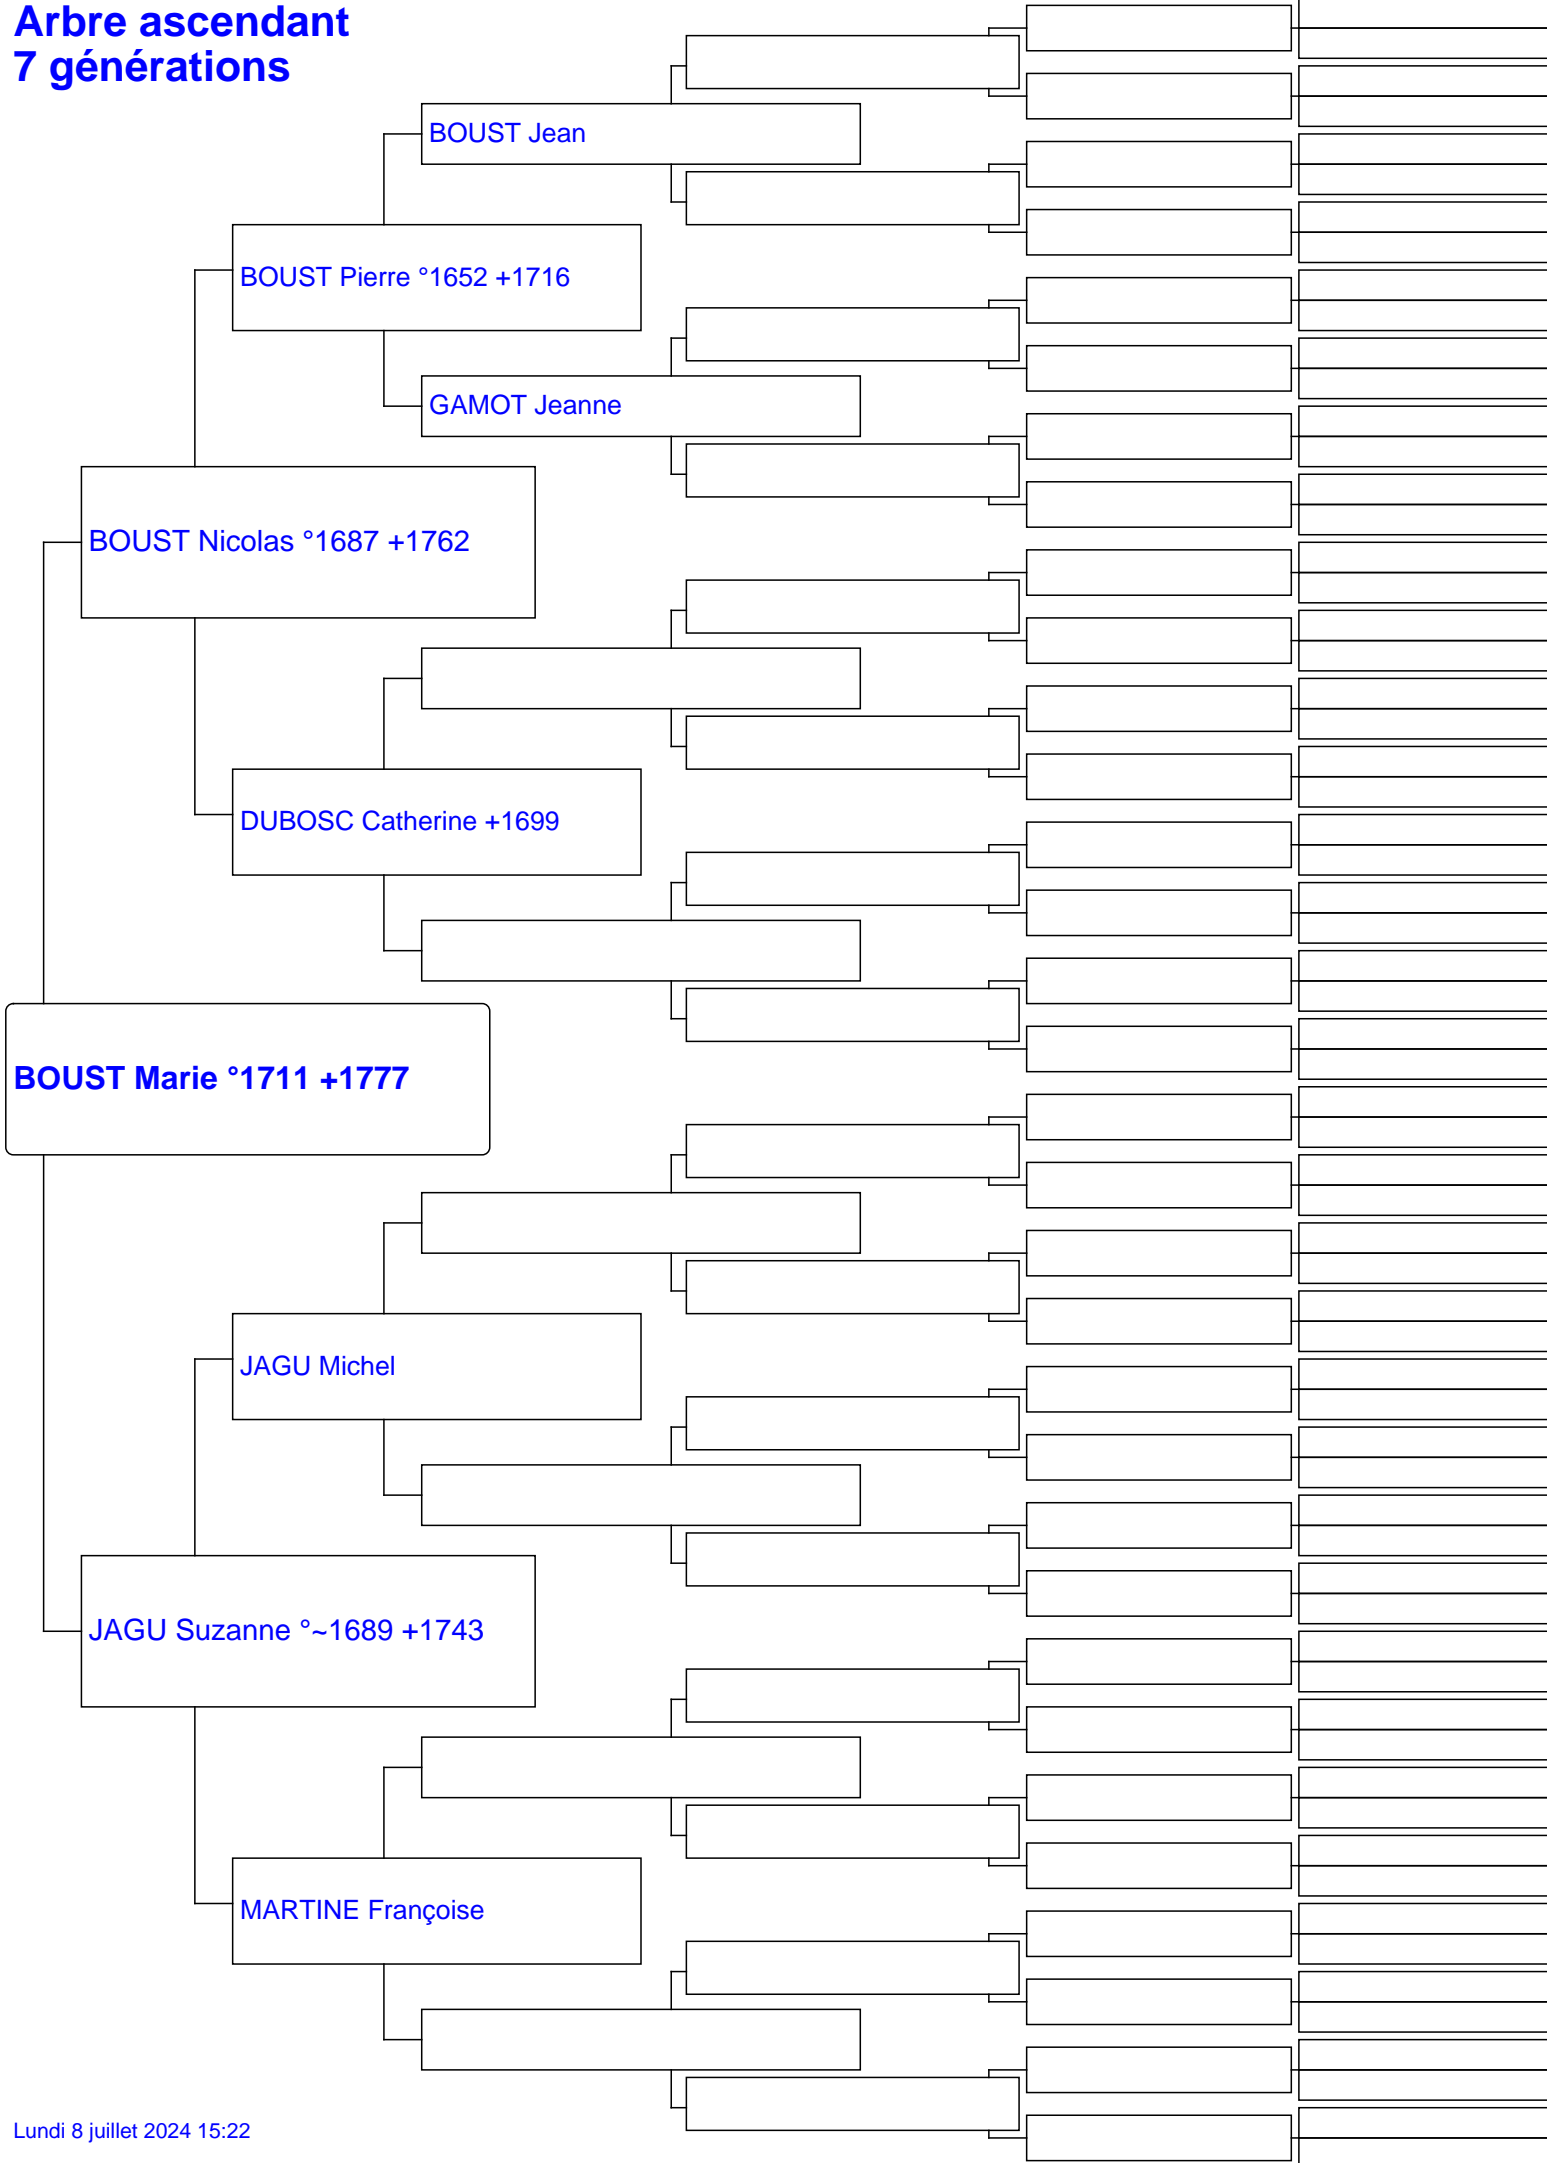 Arbre ascendant
7 générations
BOUST Jean
BOUST Pierre °1652 +1716
GAMOT Jeanne
BOUST Nicolas °1687 +1762
DUBOSC Catherine +1699
BOUST Marie °1711 +1777
JAGU Michel
JAGU Suzanne °~1689 +1743
MARTINE Françoise
Lundi 8 juillet 2024 15:22